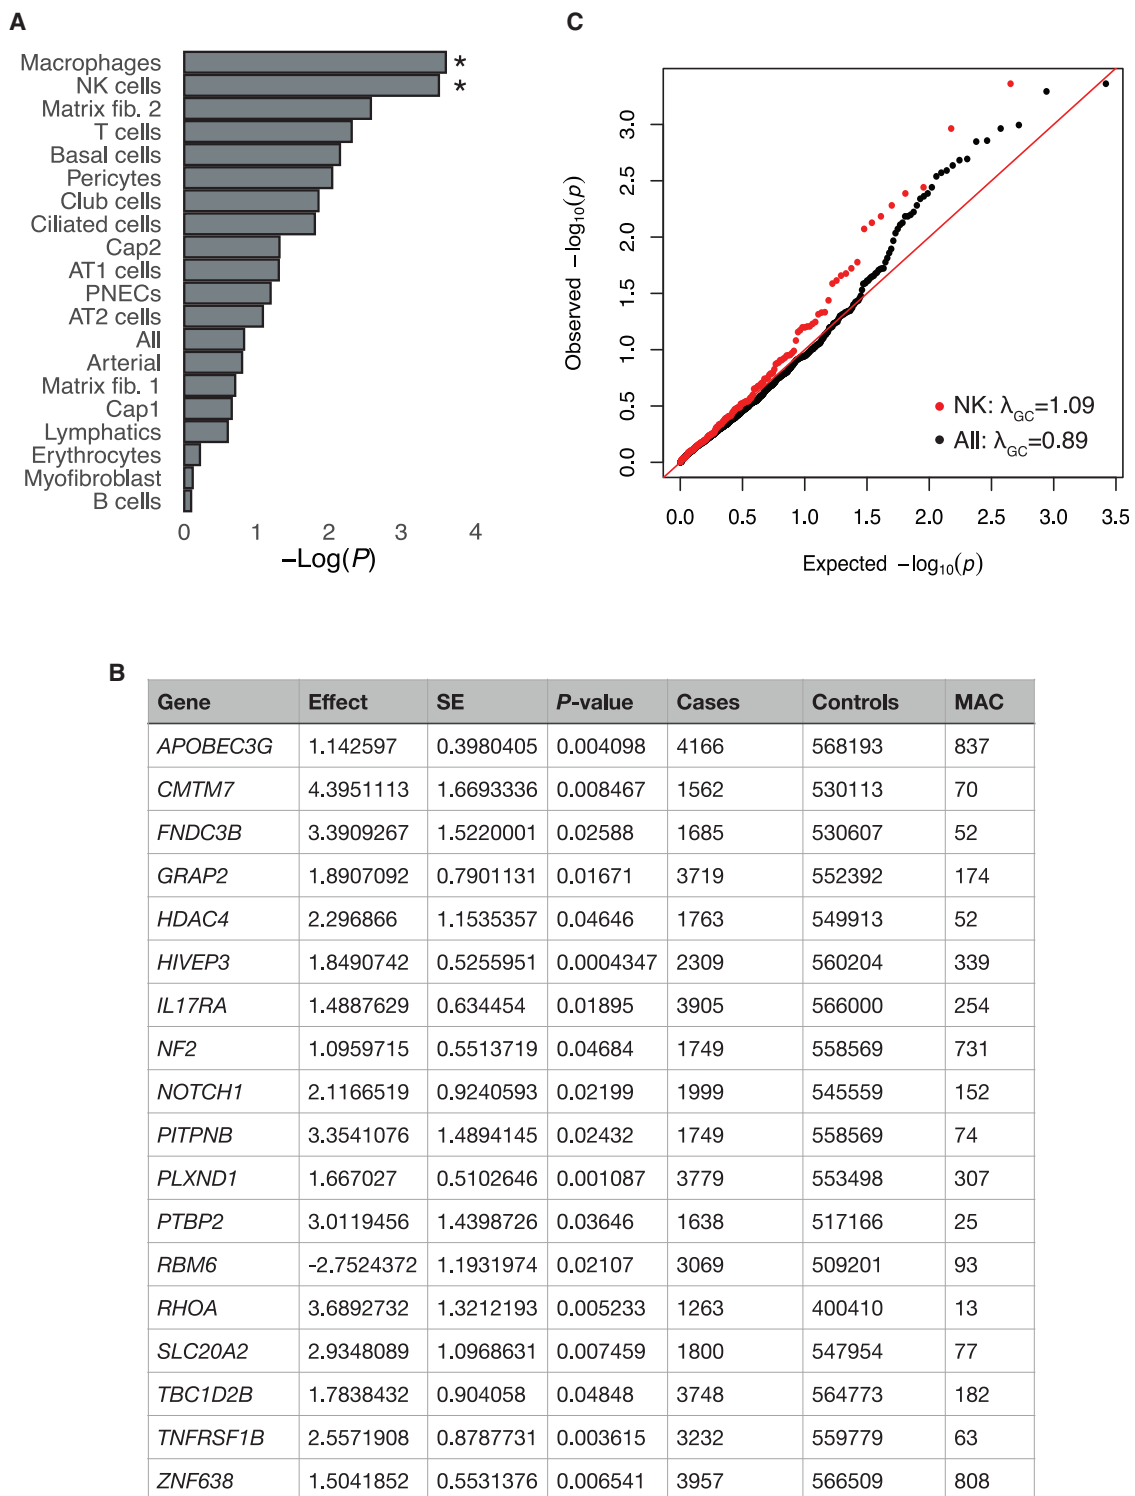 A
Macrophages
NK cells
Matrix fib. 2
T cells
Basal cells
Pericytes
Club cells
Ciliated cells
Cap2
AT1 cells
PNECs
AT2 cells
All
Arterial
Matrix fib. 1
Cap1
Lymphatics
Erythrocytes
Myofibroblast
B cells
* 
*
0 1 2 3 4
−Log(P)
C
Observed −log₁₀(p)
3.0
2.5
2.0
1.5
1.0
0.5
0.0
NK: λGC=1.09
All: λGC=0.89
0.0 0.5 1.0 1.5 2.0 2.5 3.0 3.5
Expected −log₁₀(p)
B
Gene Effect SE P-value Cases Controls MAC
APOBEC3G 1.142597 0.3980405 0.004098 4166 568193 837
CMTM7 4.3951113 1.6693336 0.008467 1562 530113 70
FNDC3B 3.3909267 1.5220001 0.02588 1685 530607 52
GRAP2 1.8907092 0.7901131 0.01671 3719 552392 174
HDAC4 2.296866 1.1535357 0.04646 1763 549913 52
HIVEP3 1.8490742 0.5255951 0.0004347 2309 560204 339
IL17RA 1.4887629 0.634454 0.01895 3905 566000 254
NF2 1.0959715 0.5513719 0.04684 1749 558569 731
NOTCH1 2.1166519 0.9240593 0.02199 1999 545559 152
PITPNB 3.3541076 1.4894145 0.02432 1749 558569 74
PLXND1 1.667027 0.5102646 0.001087 3779 553498 307
PTBP2 3.0119456 1.4398726 0.03646 1638 517166 25
RBM6 -2.7524372 1.1931974 0.02107 3069 509201 93
RHOA 3.6892732 1.3212193 0.005233 1263 400410 13
SLC20A2 2.9348089 1.0968631 0.007459 1800 547954 77
TBC1D2B 1.7838432 0.904058 0.04848 3748 564773 182
TNFRSF1B 2.5571908 0.8787731 0.003615 3232 559779 63
ZNF638 1.5041852 0.5531376 0.006541 3957 566509 808